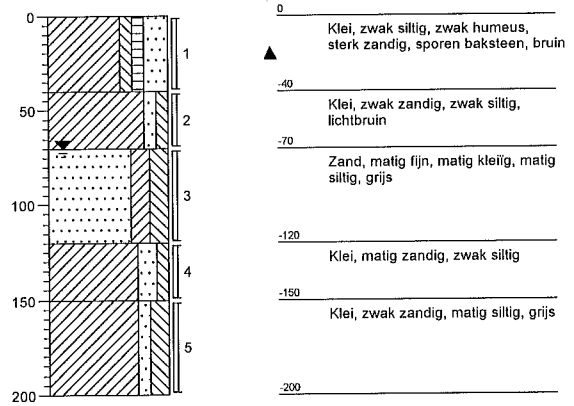 0
50
100
150
200
1
2
3
4
5
0
Klei, zwak siltig, zwak humeus,
sterk zandig, sporen baksteen, bruin
-40
Klei, zwak zandig, zwak siltig,
lichtbruin
-70
Zand, matig fijn, matig kleiïg, matig
siltig, grijs
-120
Klei, matig zandig, zwak siltig
-150
Klei, zwak zandig, matig siltig, grijs
-200